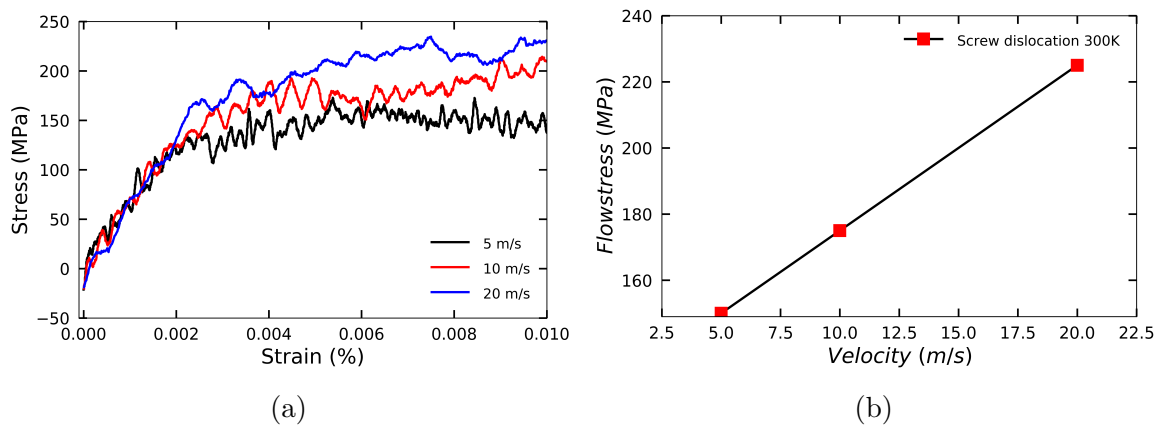 250
200
150
100
50
0
−50
Stress (MPa)
5 m/s
10 m/s
20 m/s
0.000 0.002 0.004 0.006 0.008 0.010
Strain (%)
(a)
240
220
200
180
160
Flowstress (MPa)
Screw dislocation 300K
2.5 5.0 7.5 10.0 12.5 15.0 17.5 20.0 22.5
Velocity (m/s)
(b)